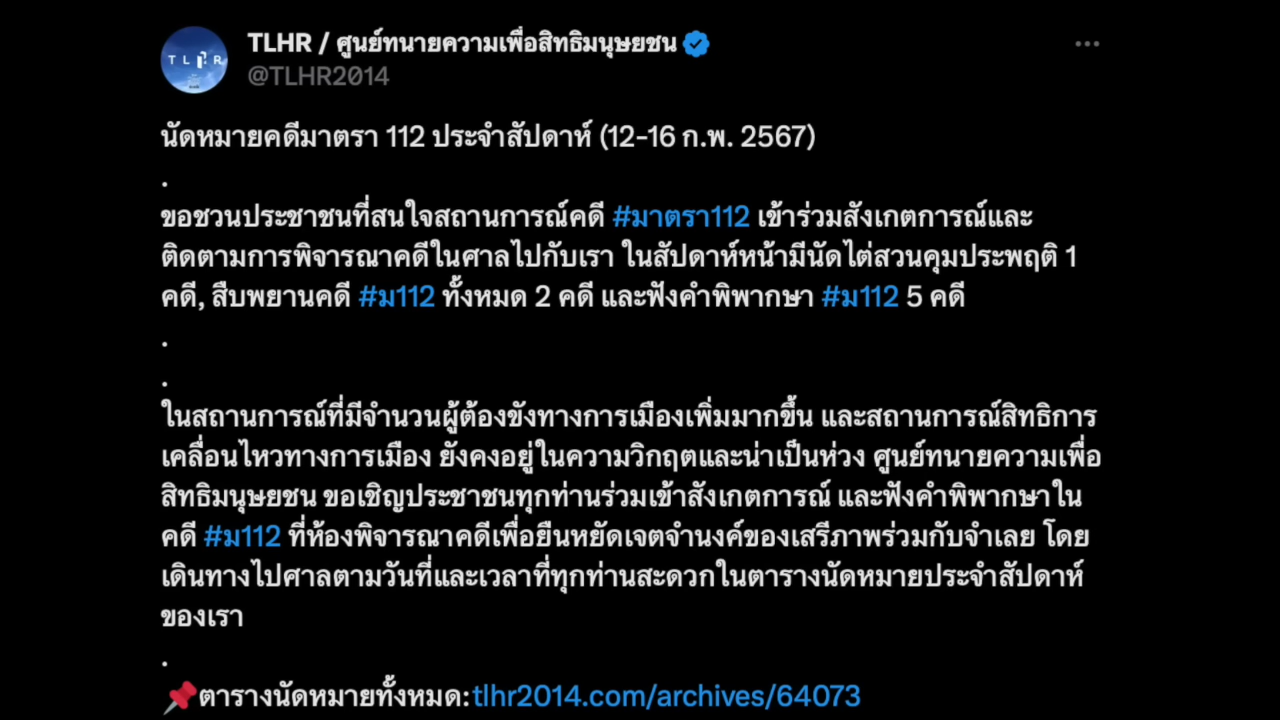 TLHR / ศูนย์ทนายความเพื่อสิทธิมนุษยชน
@TLHR2014
นัดหมายคดีมาตรา 112 ประจำสัปดาห์ (12-16 ก.พ. 2567)
.
ขอชวนประชาชนที่สนใจสถานการณ์คดี #มาตรา112 เข้าร่วมสังเกตการณ์และ
ติดตามการพิจารณาคดีในศาลไปกับเรา ในสัปดาห์หน้ามีนัดไต่สวนคุมประพฤติ 1
คดี, สืบพยานคดี #ม112 ทั้งหมด 2 คดี และฟังคำพิพากษา #ม112 5 คดี
.
.
ในสถานการณ์ที่มีจำนวนผู้ต้องขังทางการเมืองเพิ่มมากขึ้น และสถานการณ์สิทธิการ
เคลื่อนไหวทางการเมือง ยังคงอยู่ในความวิกฤตและน่าเป็นห่วง ศูนย์ทนายความเพื่อ
สิทธิมนุษยชน ขอเชิญประชาชนทุกท่านร่วมเข้าสังเกตการณ์ และฟังคำพิพากษาใน
คดี #ม112 ที่ห้องพิจารณาคดีเพื่อยืนหยัดเจตจำนงค์ของเสรีภาพร่วมกับจำเลย โดย
เดินทางไปศาลตามวันที่และเวลาที่ทุกท่านสะดวกในตารางนัดหมายประจำสัปดาห์
ของเรา
.
📌ตารางนัดหมายทั้งหมด:tlhr2014.com/archives/64073